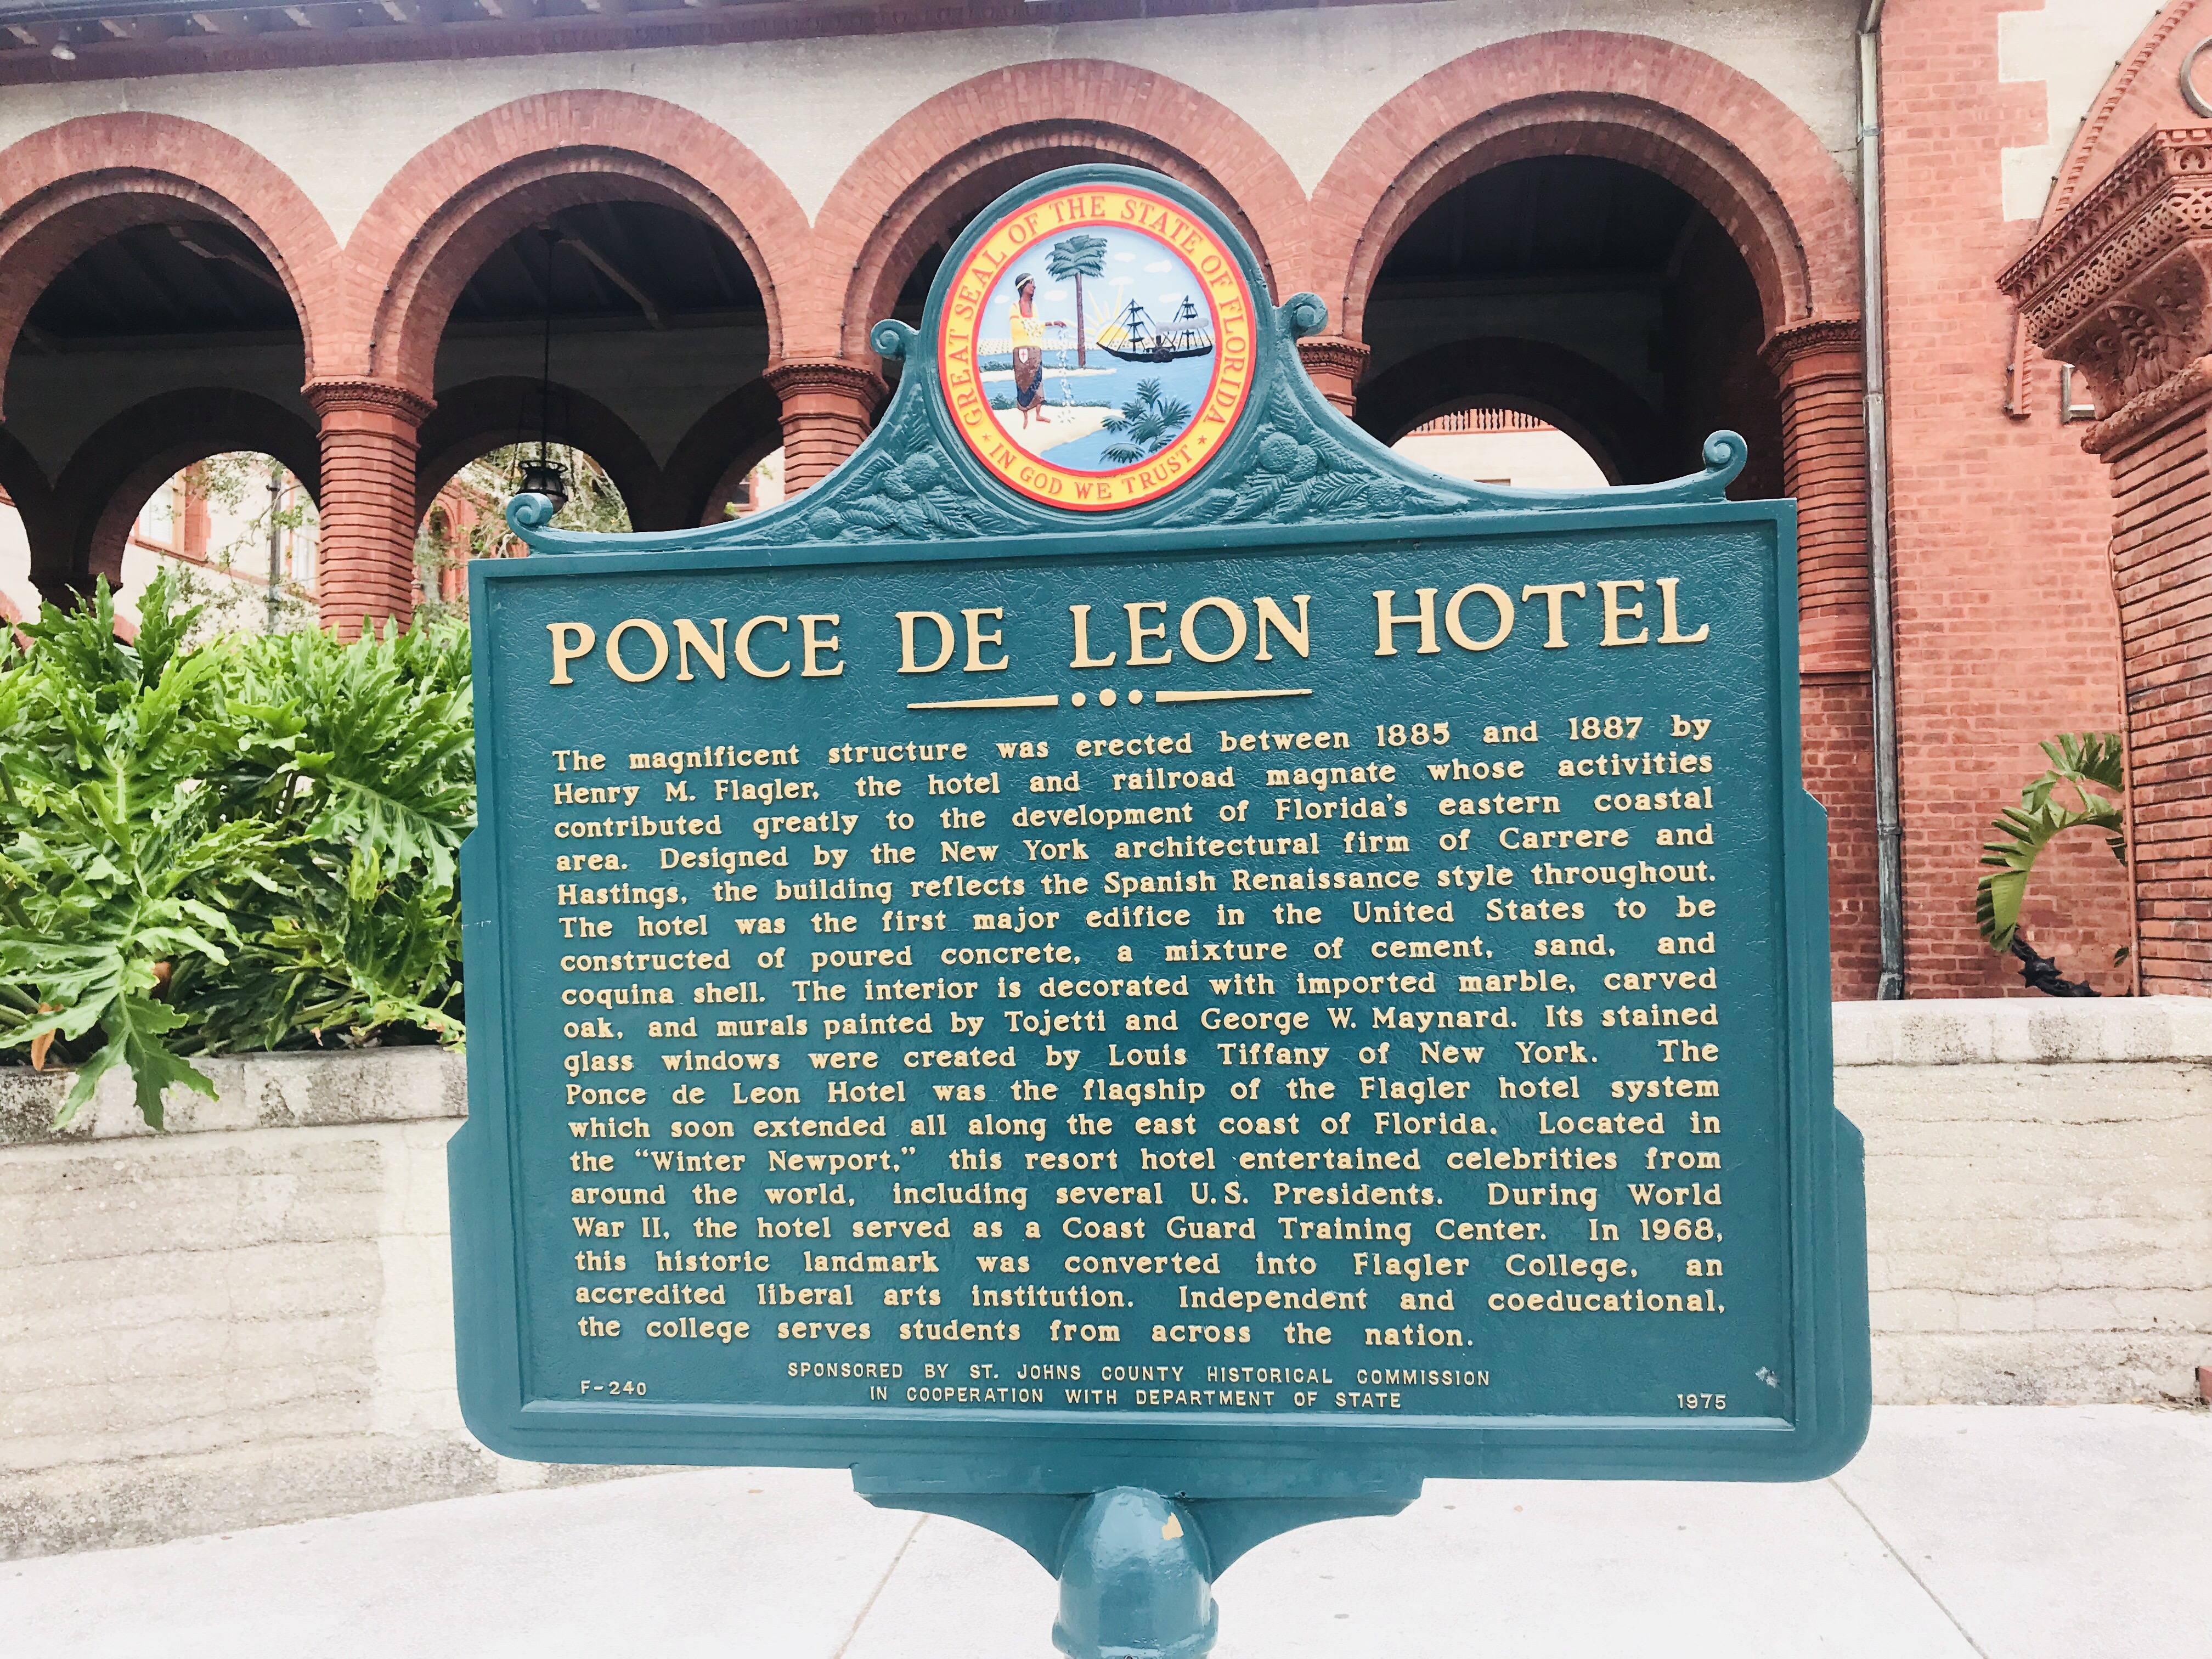 GREAT SEAL OF THE STATE OF FLORIDA
IN GOD WE TRUST
PONCE DE LEON HOTEL
The magnificent structure was erected between 1885 and 1887 by
Henry M. Flagler, the hotel and railroad magnate whose activities
contributed greatly to the development of Florida's eastern coastal
area. Designed by the New York architectural firm of Carrere and
Hastings, the building reflects the Spanish Renaissance style throughout.
The hotel was the first major edifice in the United States to be
constructed of poured concrete, a mixture of cement, sand, and
coquina shell. The interior is decorated with imported marble, carved
oak, and murals painted by Tojetti and George W. Maynard. Its stained
glass windows were created by Louis Tiffany of New York. The
Ponce de Leon Hotel was the flagship of the Flagler hotel system
which soon extended all along the east coast of Florida. Located in
the "Winter Newport," this resort hotel entertained celebrities from
around the world, including several U.S. Presidents. During World
War II, the hotel served as a Coast Guard Training Center. In 1968,
this historic landmark was converted into Flagler College, an
accredited liberal arts institution. Independent and coeducational,
the college serves students from across the nation.
SPONSORED BY ST. JOHNS COUNTY HISTORICAL COMMISSION
IN COOPERATION WITH DEPARTMENT OF STATE
F-240
1975